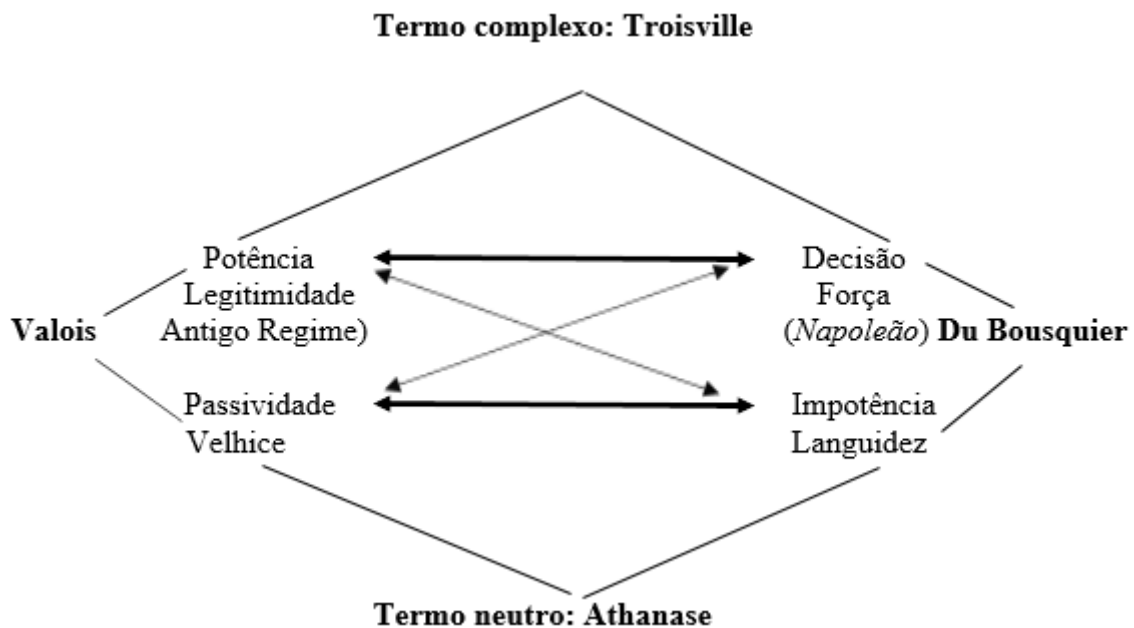 Termo complexo: Troisville
Potência
Decisão
Legitimidade
Força
Valois
Antigo Regime)
(Napoleão) Du Bousquier
Passividade
Impotência
Velhice
Languidez
Termo neutro: Athanase